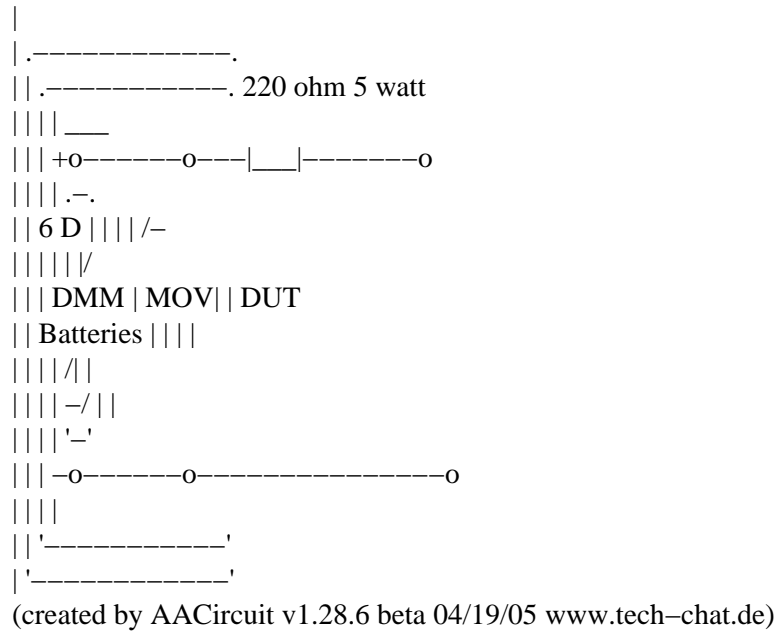 |
| .−−−−−−−−−−−−.
| | .−−−−−−−−−−−. 220 ohm 5 watt
| | | | ___
| | | +o−−−−−−o−−−|___|−−−−−−−o
| | | | .−.
| | 6 D | | | | /−
| | | | | |/
| | | DMM | MOV| | DUT
| | Batteries | | | |
| | | | /| |
| | | | −/ | |
| | | | '−'
| | | −o−−−−−−o−−−−−−−−−−−−−−−o
| | | |
| | '−−−−−−−−−−−'
| '−−−−−−−−−−−−'
(created by AACircuit v1.28.6 beta 04/19/05 www.tech−chat.de)